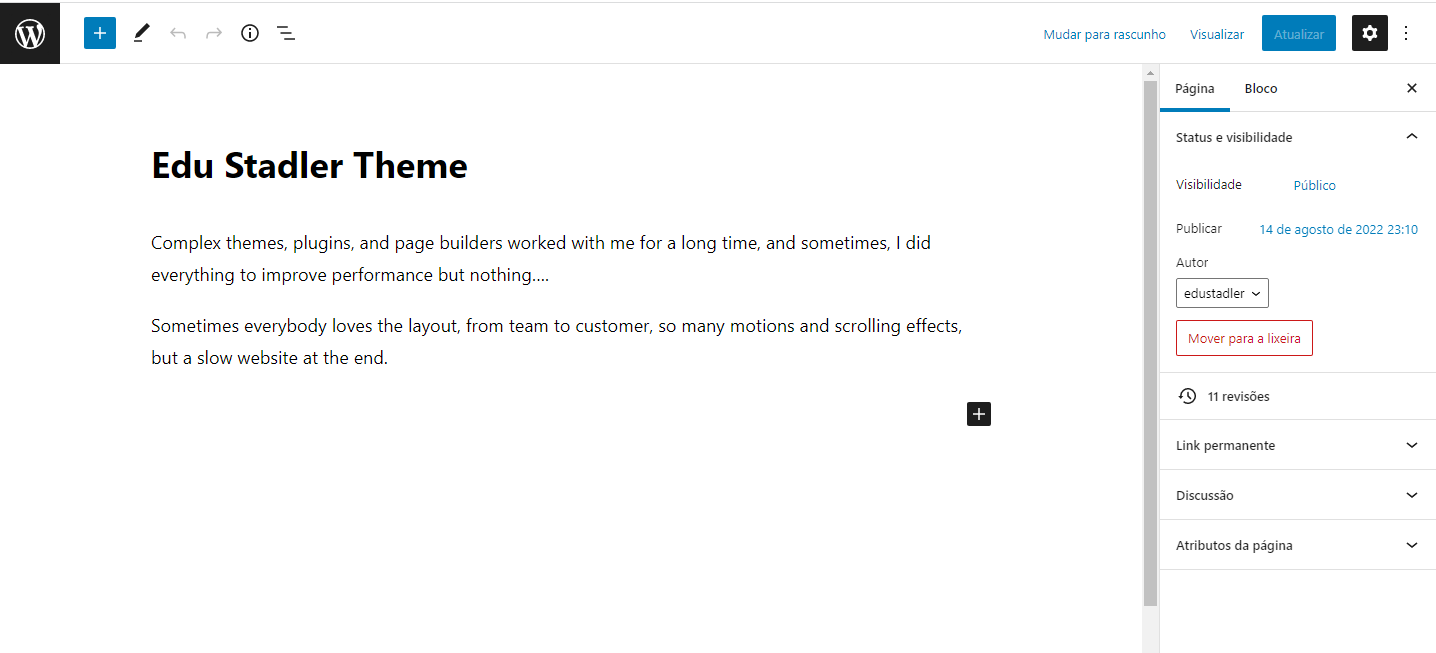 Mudar para rascunho Visualizar Atualizar
Página Bloco
Edu Stadler Theme
Complex themes, plugins, and page builders worked with me for a long time, and sometimes, I did
everything to improve performance but nothing....
Sometimes everybody loves the layout, from team to customer, so many motions and scrolling effects,
but a slow website at the end.
Status e visibilidade
Visibilidade Público
Publicar 14 de agosto de 2022 23:10
Autor
edustadler
Mover para a lixeira
11 revisões
Link permanente
Discussão
Atributos da página